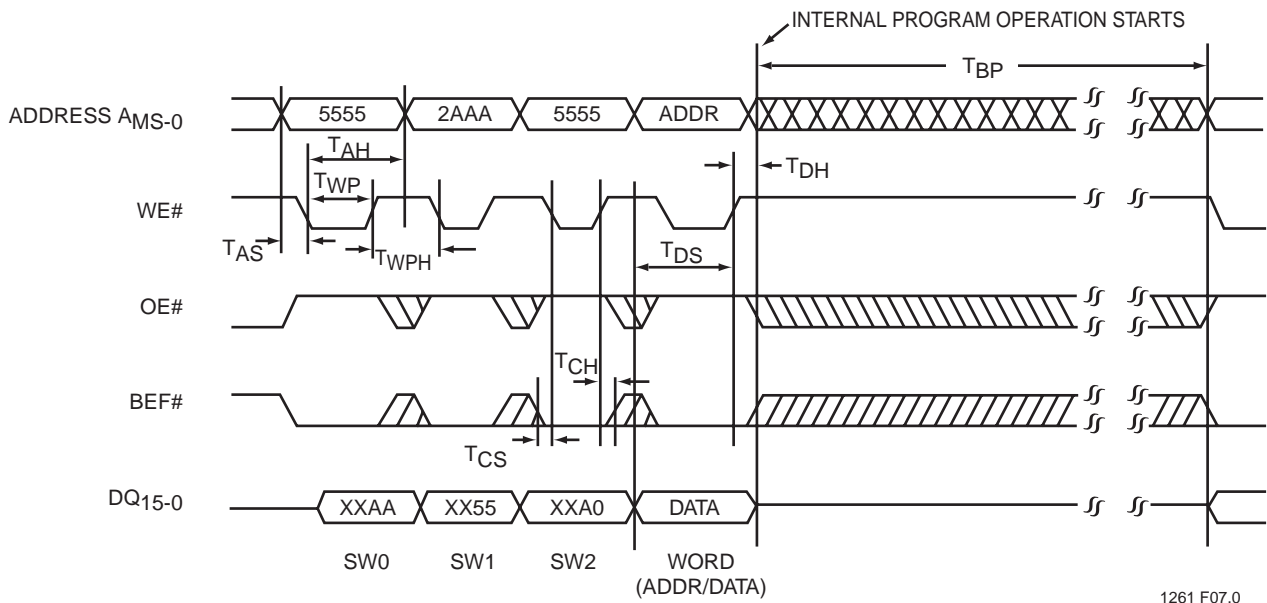 INTERNAL PROGRAM OPERATION STARTS
TBP
ADDRESS AMS-0
5555
2AAA
5555
ADDR
TAH
TDH
TWP
WE#
TAS
TWPH
TDS
OE#
TCH
BEF#
TCS
DQ15-0
XXAA
XX55
XXA0
DATA
SW0
SW1
SW2
WORD
(ADDR/DATA)
1261 F07.0